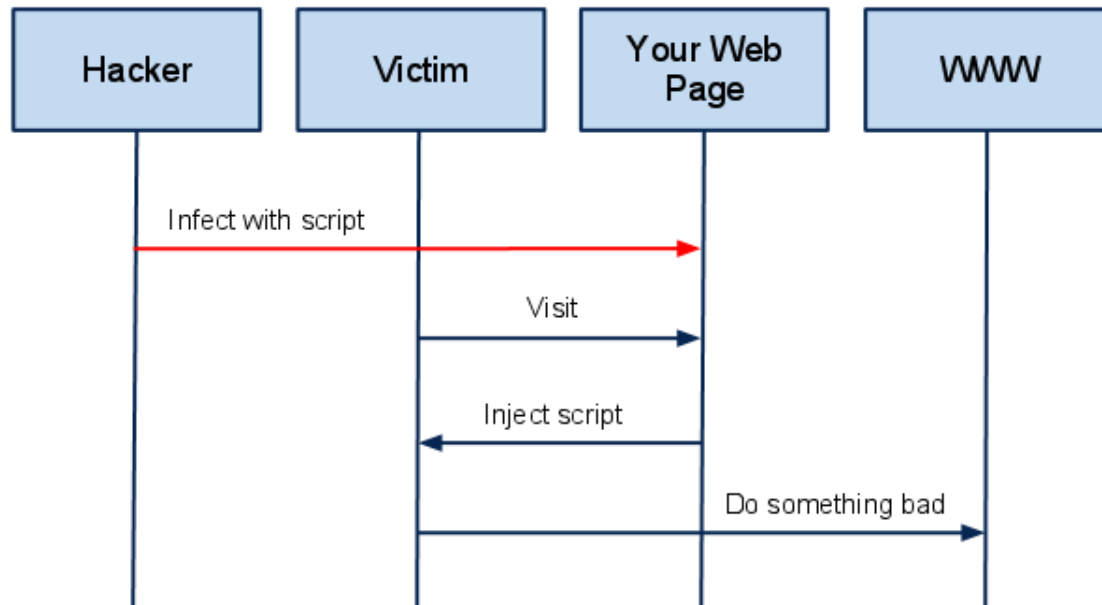 Hacker
Victim
Your Web
Page
WWW
Infect with script
Visit
Inject script
Do something bad